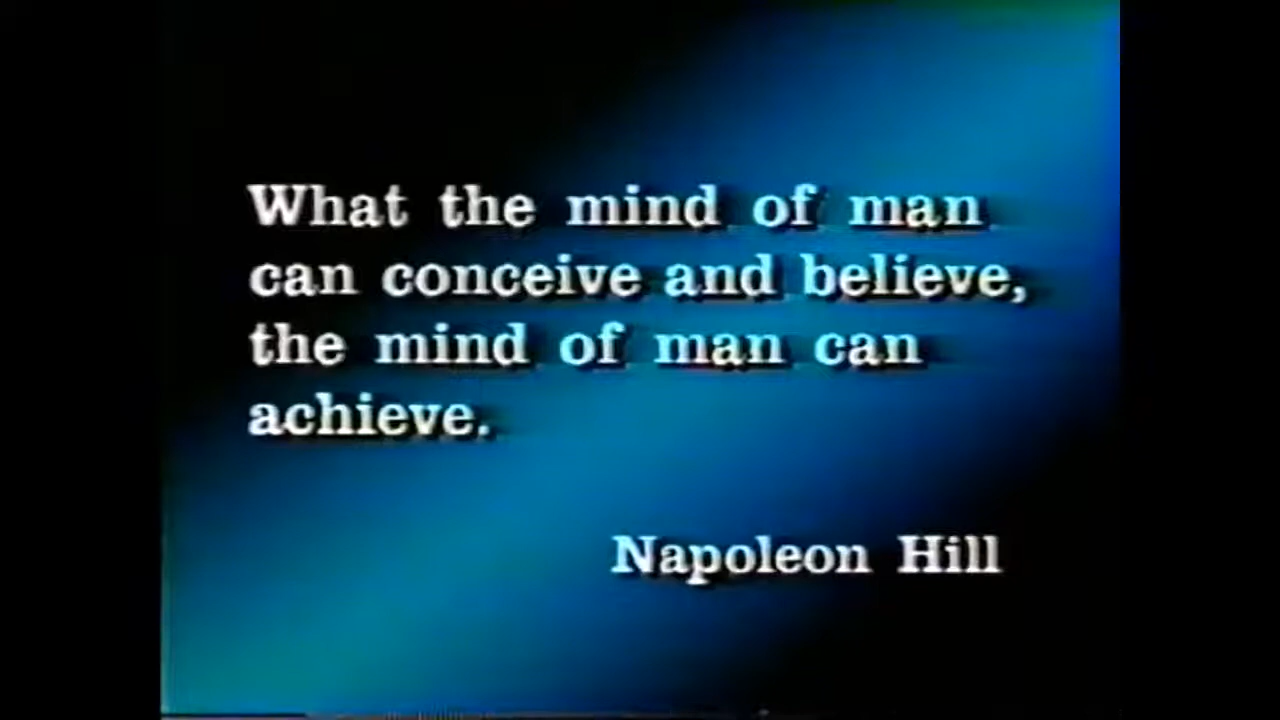 What the mind of man
can conceive and believe,
the mind of man can
achieve.
Napoleon Hill